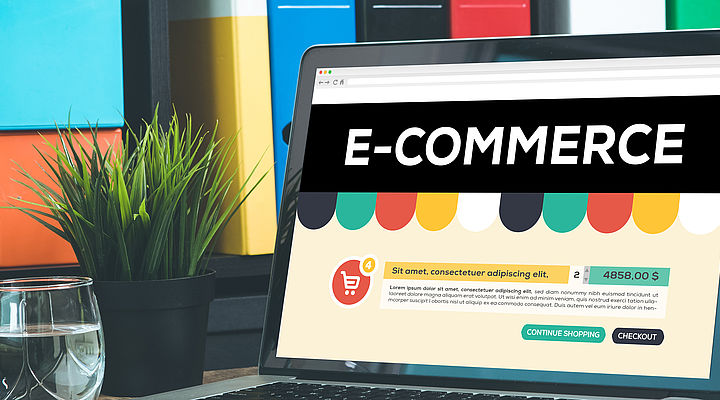 E-COMMERCE
4
Sit amet, consectetuer adipiscing elit.
2
4858,00 $
Lorem ipsum dolor sit amet, consectetuer adipiscing elit, sed diam nonummy nibh euismod tincidunt ut
laoreet dolore magna aliquam erat volutpat. Ut wisi enim ad minim veniam, quis nostrud exerci tation ulla-
mcorper suscipit lobortis nisl ut aliquip ex ea commodo consequat. Duis autem vel eum iriure dolor in hen-
CONTINUE SHOPPING
CHECKOUT